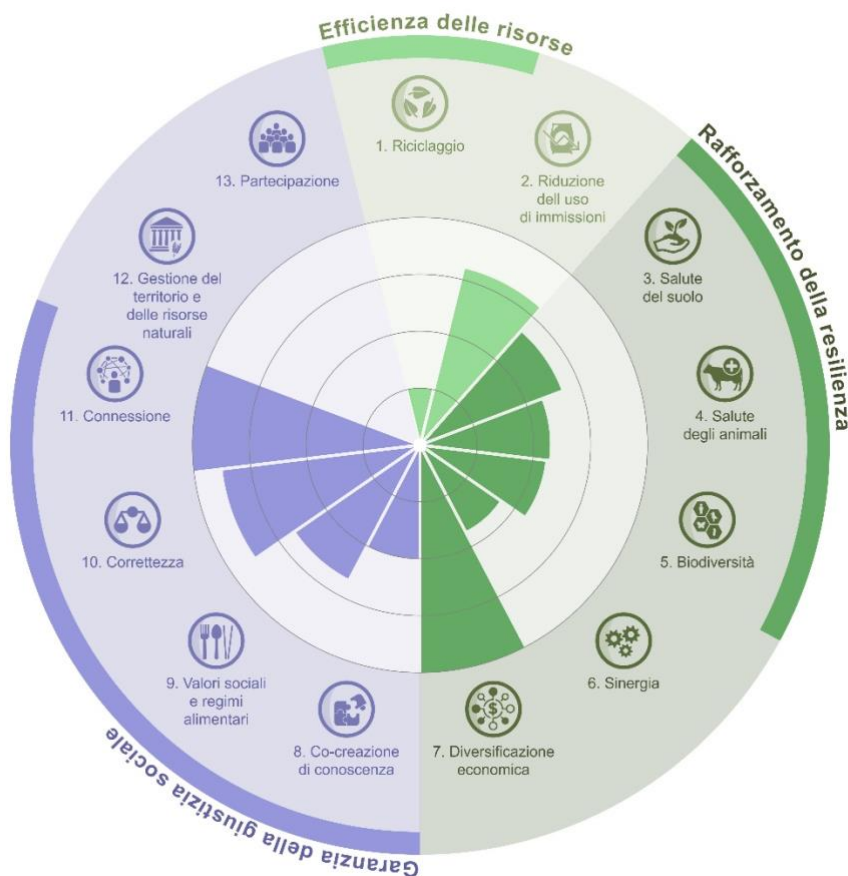 Efficienza delle risorse
Rafforzamento della resilienza
Garanzia della giustizia sociale
1. Riciclaggio
2. Riduzione
dell uso
di immissioni
3. Salute
del suolo
4. Salute
degli animali
5. Biodiversità
6. Sinergia
7. Diversificazione
economica
$
8. Co-creazione
di conoscenza
9. Valori sociali
e regimi
alimentari
10. Correttezza
11. Connessione
12. Gestione del
territorio e
delle risorse
naturali
13. Partecipazione